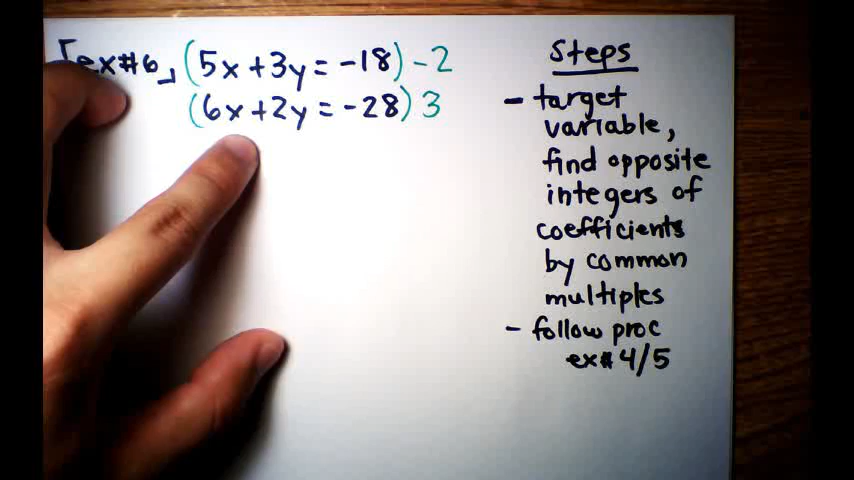 「ex#6」 (5x+3y=-18) -2
(6x+2y=-28) 3
Steps
- target
variable,
find opposite
integers of
coefficients
by common
multiples
- follow proc
ex# 4/5